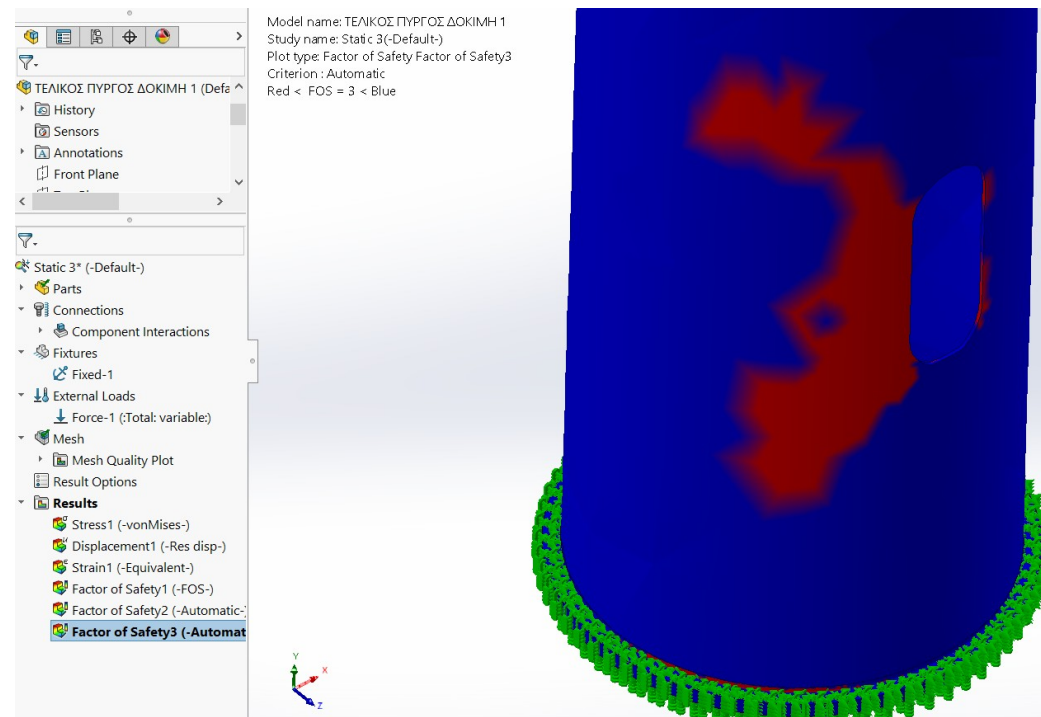 Model name: ΤΕΛΙΚΟΣ ΠΥΡΓΟΣ ΔΟΚΙΜΗ 1
Study name: Static 3(-Default-)
Plot type: Factor of Safety Factor of Safety3
Criterion : Automatic
Red < FOS = 3 < Blue
ΤΕΛΙΚΟΣ ΠΥΡΓΟΣ ΔΟΚΙΜΗ 1 (Defa
History
Sensors
Annotations
Front Plane
Static 3* (-Default-)
Parts
Connections
Component Interactions
Fixtures
Fixed-1
External Loads
Force-1 (:Total: variable:)
Mesh
Mesh Quality Plot
Result Options
Results
Stress1 (-vonMises-)
Displacement1 (-Res disp-)
Strain1 (-Equivalent-)
Factor of Safety1 (-FOS-)
Factor of Safety2 (-Automatic-
Factor of Safety3 (-Automat
Y
X
Z